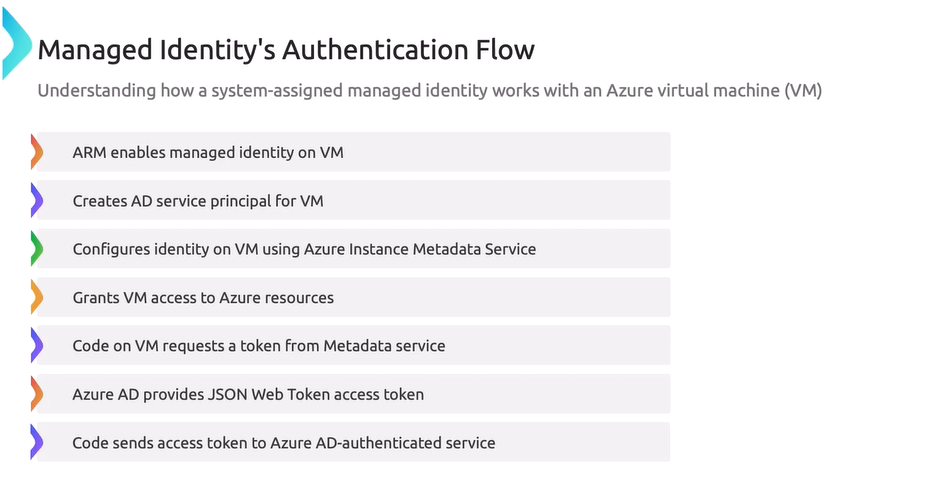 Managed Identity's Authentication Flow
Understanding how a system-assigned managed identity works with an Azure virtual machine (VM)
ARM enables managed identity on VM
Creates AD service principal for VM
Configures identity on VM using Azure Instance Metadata Service
Grants VM access to Azure resources
Code on VM requests a token from Metadata service
Azure AD provides JSON Web Token access token
Code sends access token to Azure AD-authenticated service